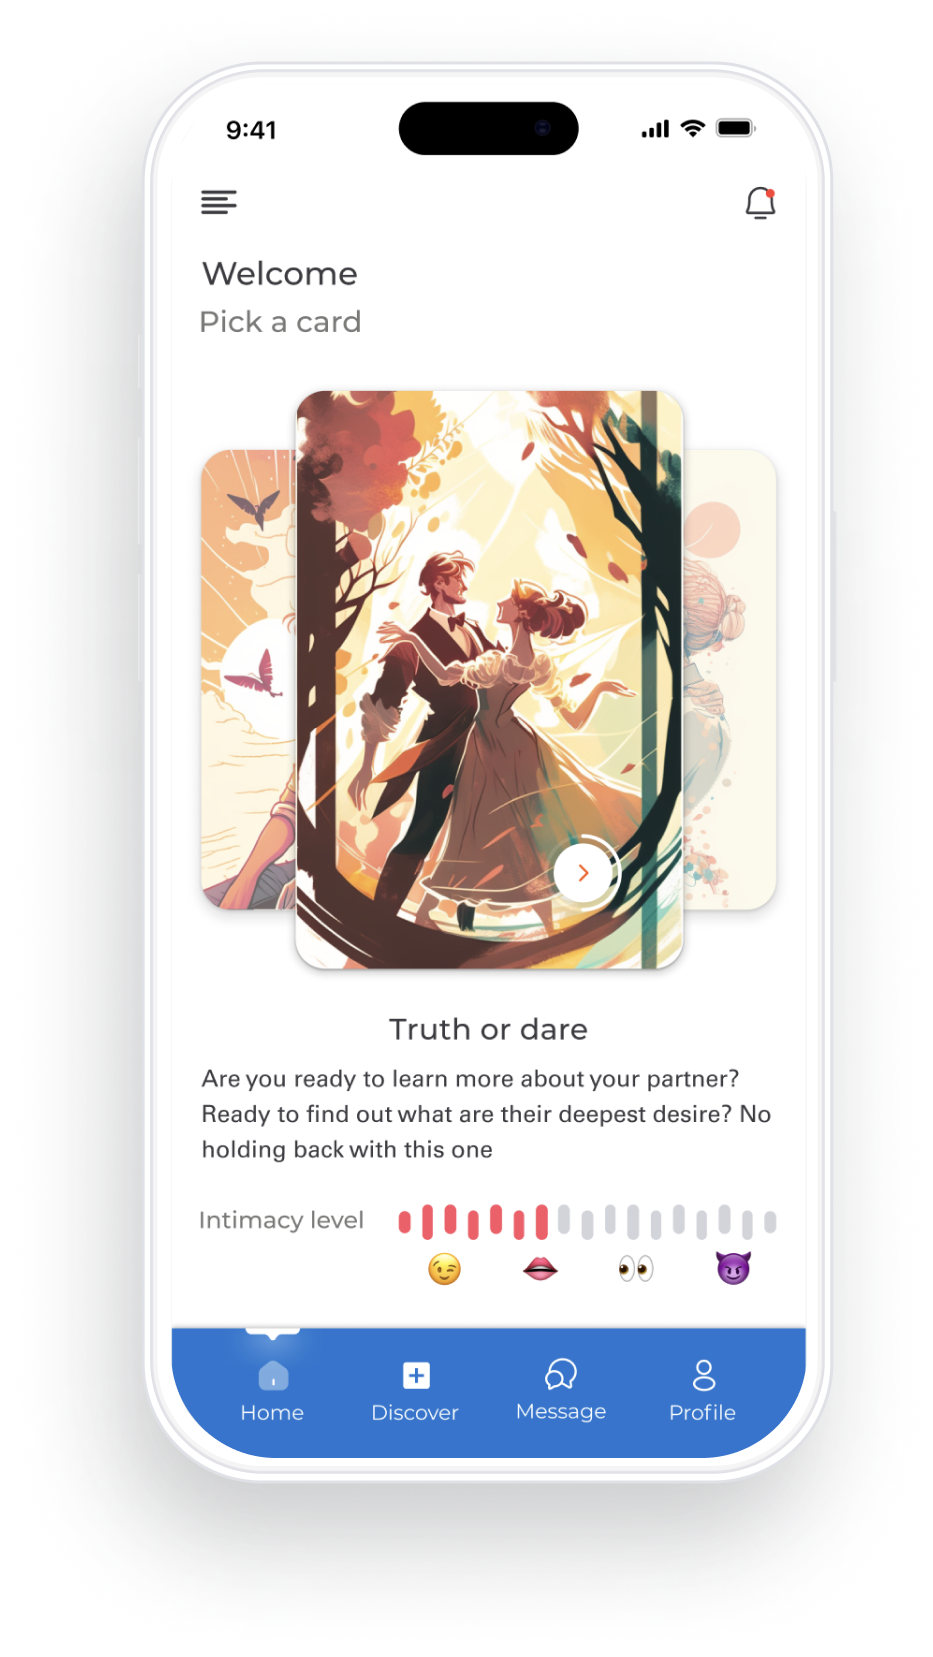 9:41
Welcome
Pick a card
Truth or dare
Are you ready to learn more about your partner?
Ready to find out what are their deepest desire? No
holding back with this one
Intimacy level
Home Discover Message Profile